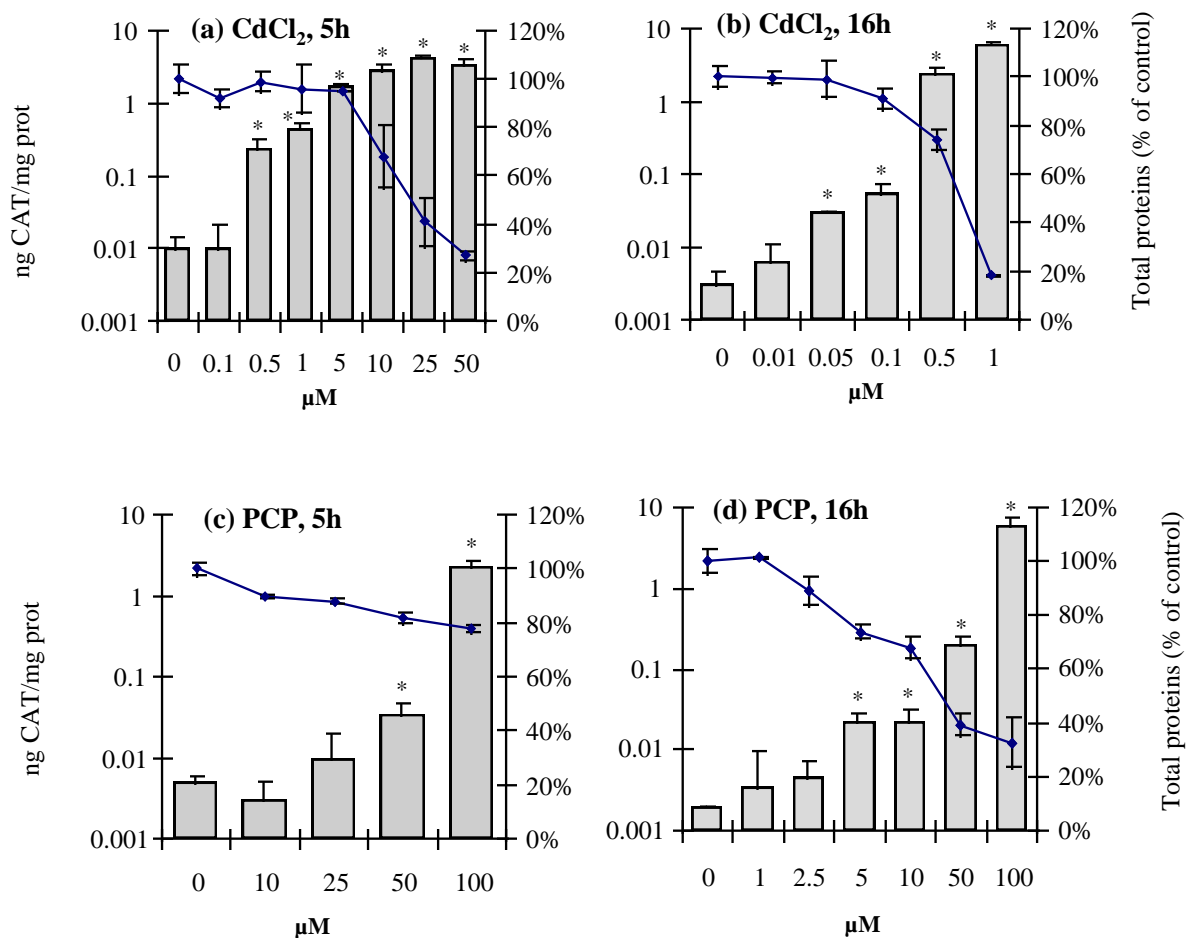 (a) CdCl₂, 5h
10
1
0.1
0.01
0.001
ng CAT/mg prot
120%
100%
80%
60%
40%
20%
0%
* * * * * *
0 0.1 0.5 1 5 10 25 50
µM
(b) CdCl₂, 16h
10
1
0.1
0.01
0.001
120%
100%
80%
60%
40%
20%
0%
Total proteins (% of control)
* * * *
0 0.01 0.05 0.1 0.5 1
µM
(c) PCP, 5h
10
1
0.1
0.01
0.001
ng CAT/mg prot
120%
100%
80%
60%
40%
20%
0%
* *
0 10 25 50 100
µM
(d) PCP, 16h
10
1
0.1
0.01
0.001
120%
100%
80%
60%
40%
20%
0%
Total proteins (% of control)
* * * *
0 1 2.5 5 10 50 100
µM